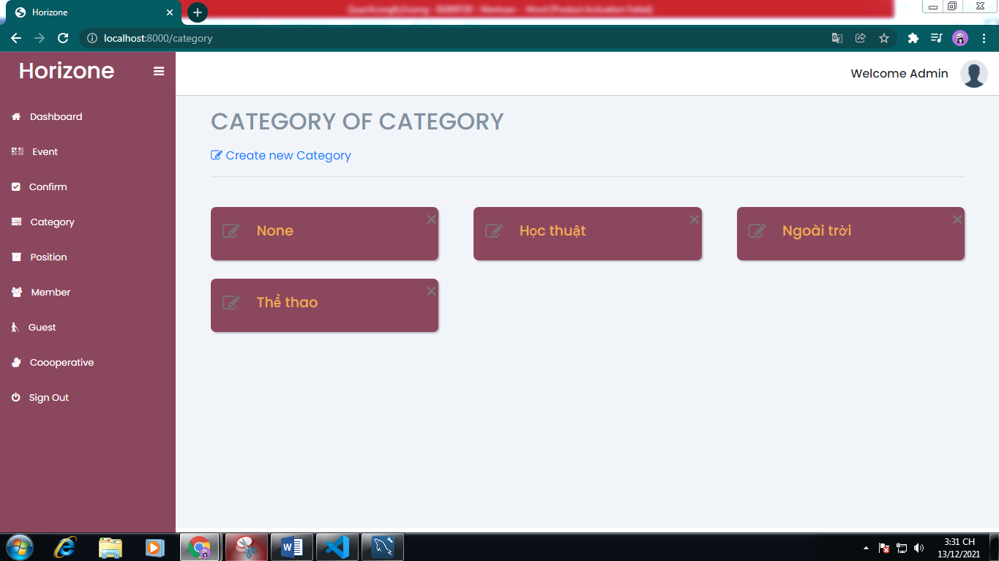 Horizone
localhost:8000/category
Horizone
Welcome Admin
Dashboard
Event
Confirm
Category
Position
Member
Guest
Coooperative
Sign Out
CATEGORY OF CATEGORY
Create new Category
None
Học thuật
Ngoài trời
Thể thao
3:31 CH
13/12/2021